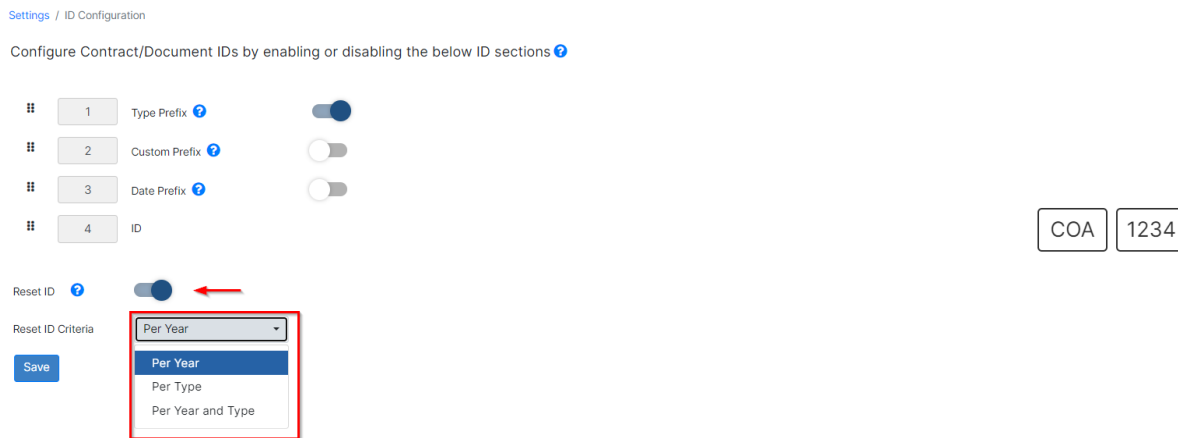 Settings / ID Configuration
Configure Contract/Document IDs by enabling or disabling the below ID sections ?
1 Type Prefix ?
2 Custom Prefix ?
3 Date Prefix ?
4 ID
COA 1234
Reset ID ?
Reset ID Criteria Per Year
Save
Per Year
Per Type
Per Year and Type